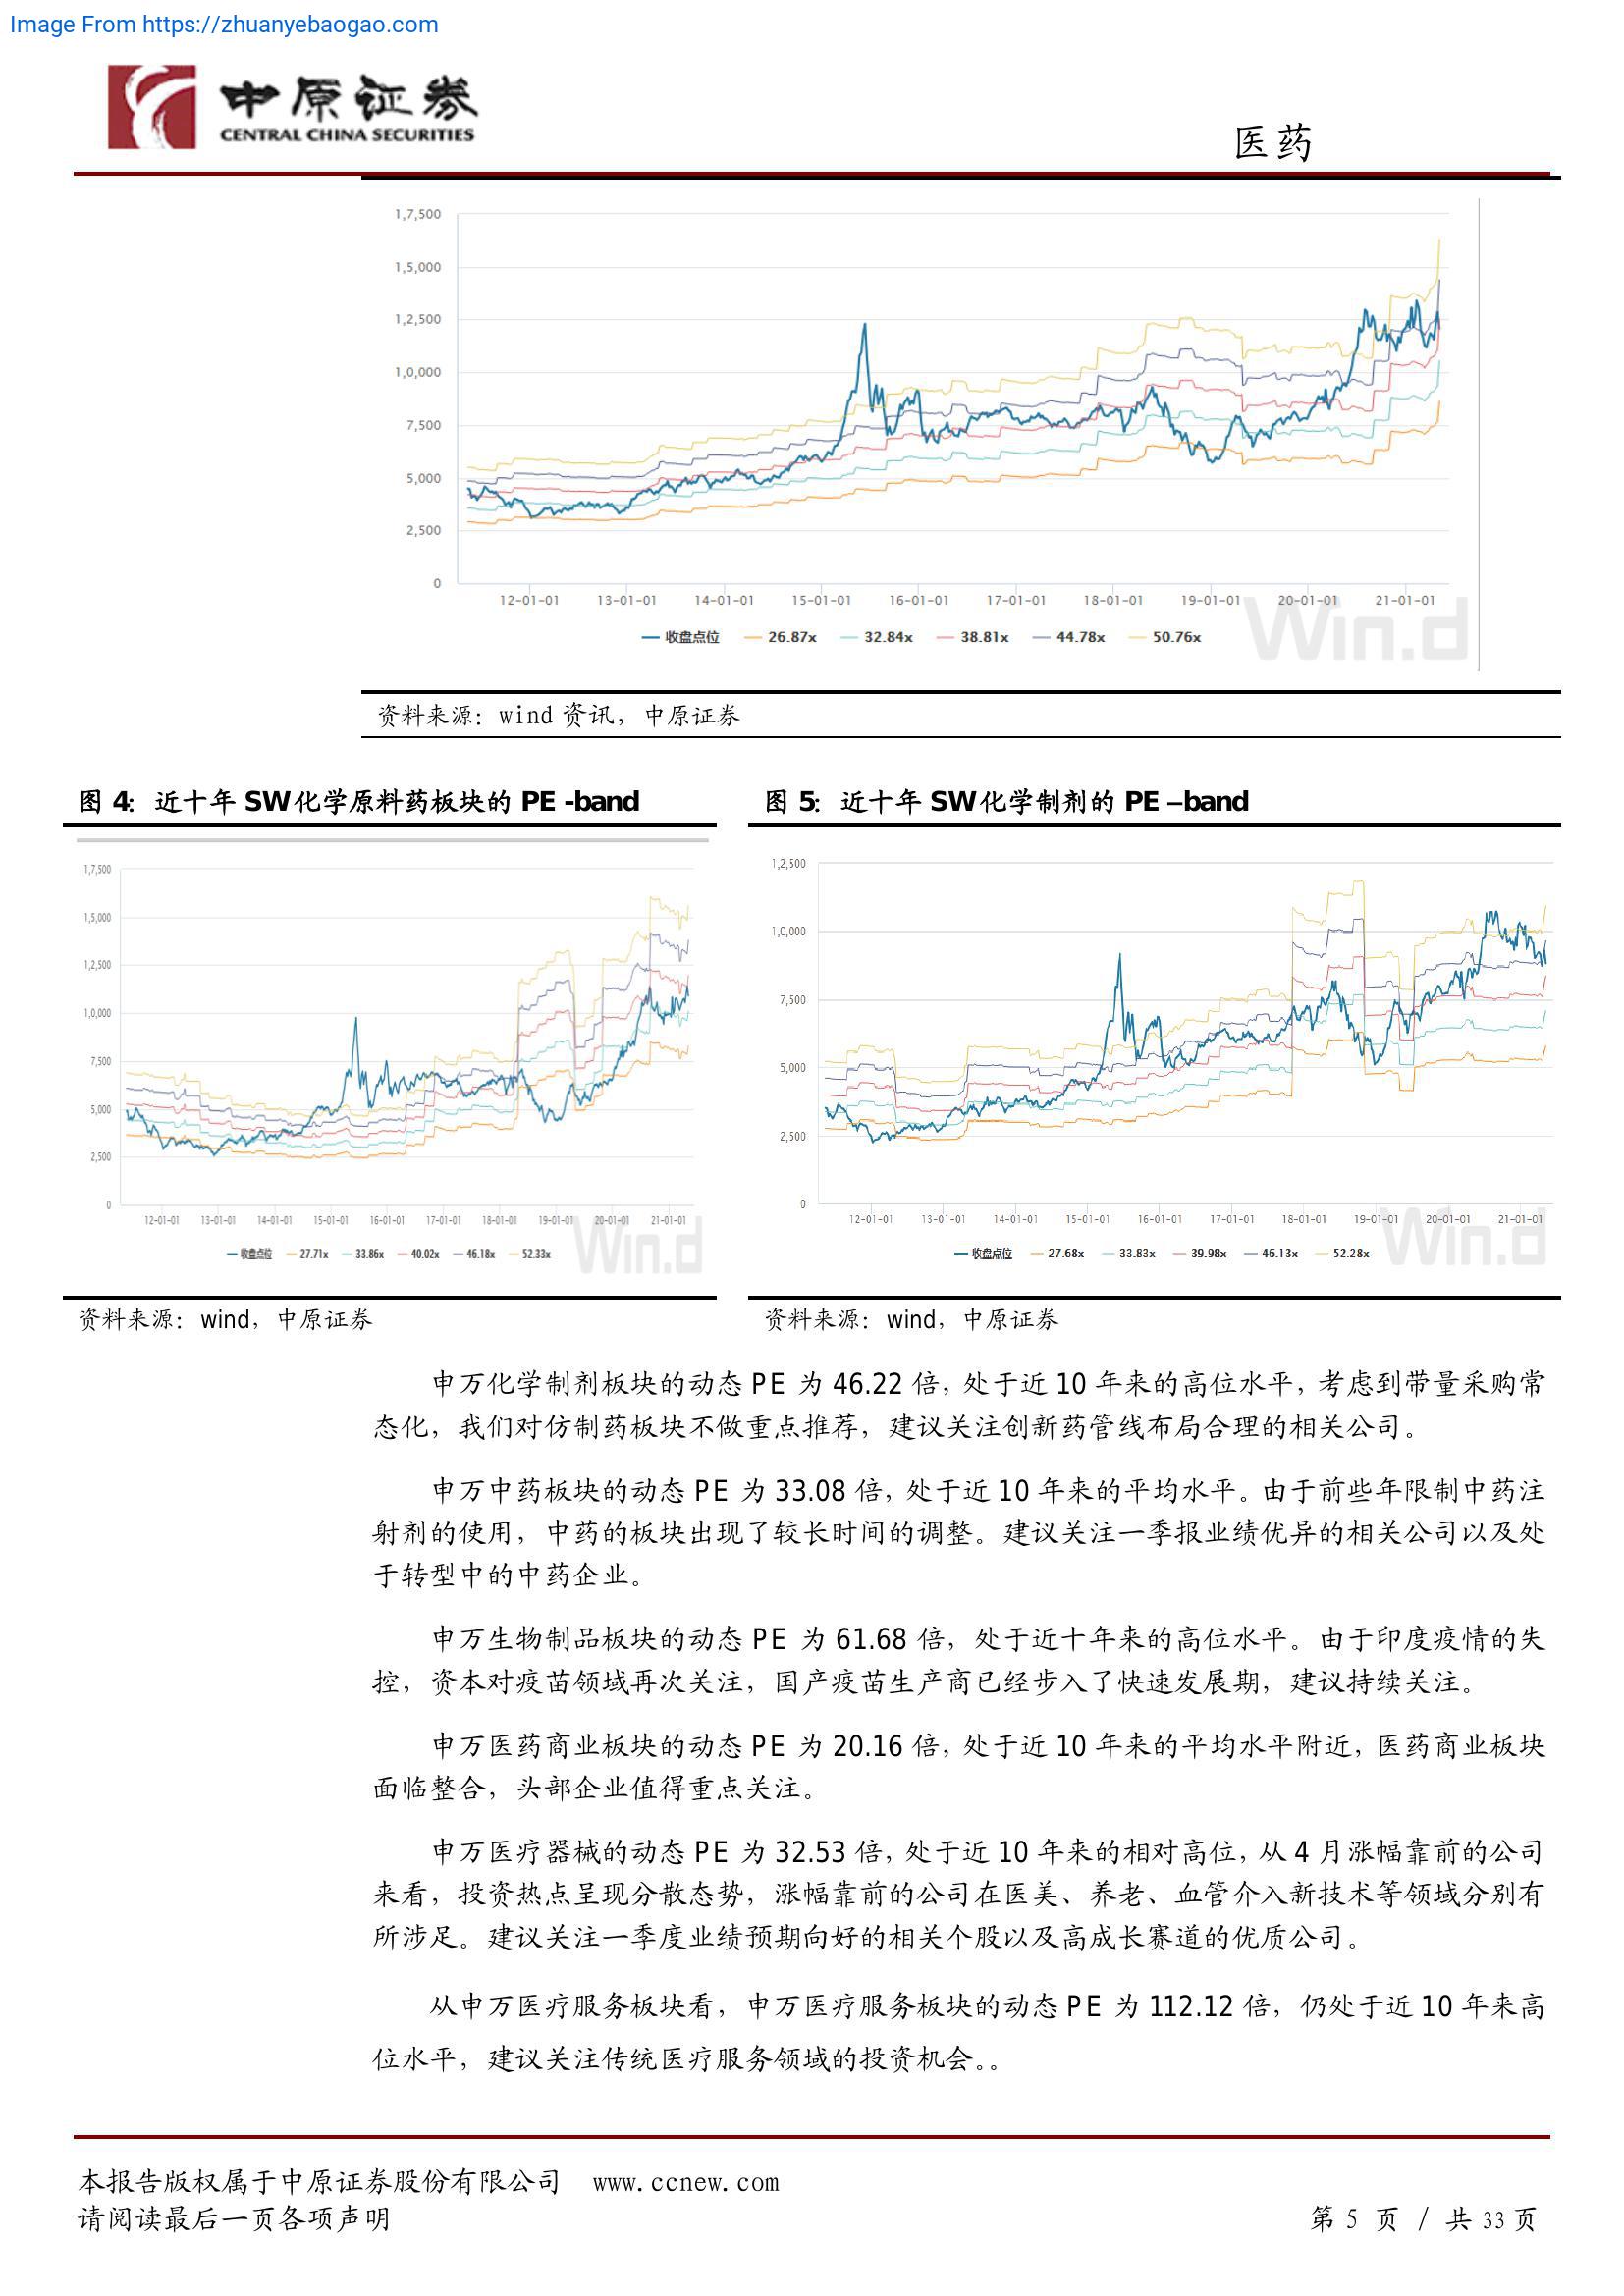 Image From https://zhuanyebaogao.com
中原证券
CENTRAL CHINA SECURITIES
医药
1,7,500
1,5,000
1,2,500
1,0,000
7,500
5,000
2,500
0
12-01-01 13-01-01 14-01-01 15-01-01 16-01-01 17-01-01 18-01-01 19-01-01 20-01-01 21-01-01
收盘点位 26.87x 32.84x 38.81x 44.78x 50.76x
Win.d
资料来源：wind 资讯，中原证券
图 4: 近十年 SW化学原料药板块的 PE -band
1,7,500
1,5,000
1,2,500
1,0,000
7,500
5,000
2,500
0
12-01-01 13-01-01 14-01-01 15-01-01 16-01-01 17-01-01 18-01-01 19-01-01 20-01-01 21-01-01
收盘点位 27.71x 33.86x 40.02x 46.18x 52.33x
Win.d
资料来源：wind，中原证券
图 5: 近十年 SW化学制剂的 PE –band
1,2,500
1,0,000
7,500
5,000
2,500
0
12-01-01 13-01-01 14-01-01 15-01-01 16-01-01 17-01-01 18-01-01 19-01-01 20-01-01 21-01-01
收盘点位 27.68x 33.83x 39.98x 46.13x 52.28x
Win.d
资料来源：wind，中原证券
申万化学制剂板块的动态 PE 为 46.22 倍，处于近 10 年来的高位水平，考虑到带量采购常
态化，我们对仿制药板块不做重点推荐，建议关注创新药管线布局合理的相关公司。
申万中药板块的动态 PE 为 33.08 倍，处于近 10 年来的平均水平。由于前些年限制中药注
射剂的使用，中药的板块出现了较长时间的调整。建议关注一季报业绩优异的相关公司以及处
于转型中的中药企业。
申万生物制品板块的动态 PE 为 61.68 倍，处于近十年来的高位水平。由于印度疫情的失
控，资本对疫苗领域再次关注，国产疫苗生产商已经步入了快速发展期，建议持续关注。
申万医药商业板块的动态 PE 为 20.16 倍，处于近 10 年来的平均水平附近，医药商业板块
面临整合，头部企业值得重点关注。
申万医疗器械的动态 PE 为 32.53 倍，处于近 10 年来的相对高位，从 4 月涨幅靠前的公司
来看，投资热点呈现分散态势，涨幅靠前的公司在医美、养老、血管介入新技术等领域分别有
所涉足。建议关注一季度业绩预期向好的相关个股以及高成长赛道的优质公司。
从申万医疗服务板块看，申万医疗服务板块的动态 PE 为 112.12 倍，仍处于近 10 年来高
位水平，建议关注传统医疗服务领域的投资机会。。
本报告版权属于中原证券股份有限公司 www.ccnew.com
请阅读最后一页各项声明
第 5 页 / 共 33 页